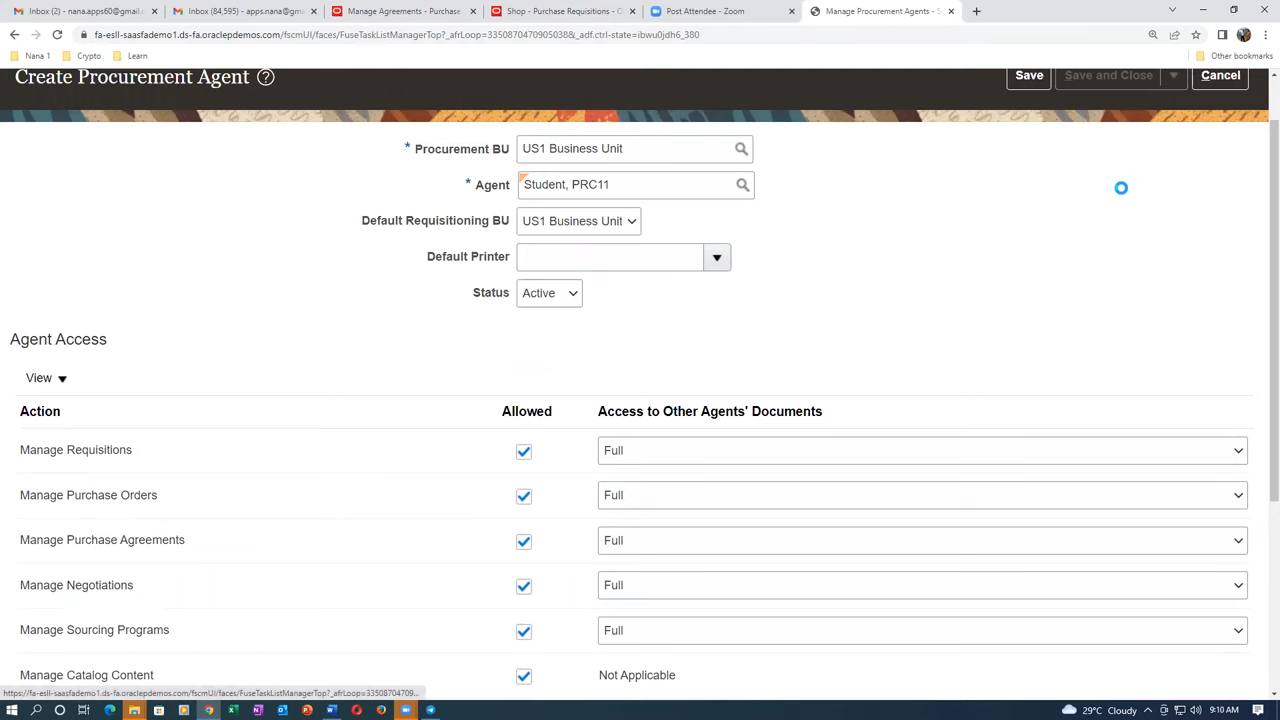 Inbox (2) - nana.apps60@gmail.c
Inbox (84,595) - apps.nana@gm
Manage Agreements - Purchase
Shop - Purchase Requisitions - O
Post Attendee - Zoom
Manage Procurement Agents - S
fa-esll-saasfademo1.ds-fa.oraclepdemos.com/fscmUI/faces/FuseTaskListManagerTop?_afrLoop=33508704709050538&_adf.ctrl-state=ibwu0jdh6_380
Nana 1
Crypto
Learn
Other bookmarks
Create Procurement Agent
Save
Save and Close
Cancel
* Procurement BU US1 Business Unit
* Agent Student, PRC11
Default Requisitioning BU US1 Business Unit
Default Printer
Status Active
Agent Access
View
Action Allowed Access to Other Agents' Documents
Manage Requisitions Full
Manage Purchase Orders Full
Manage Purchase Agreements Full
Manage Negotiations Full
Manage Sourcing Programs Full
Manage Catalog Content Not Applicable
https://fa-esll-saasfademo1.ds-fa.oraclepdemos.com/fscmUI/faces/FuseTaskListManagerTop?_afrLoop=33508704709...
29°C Cloudy
9:10 AM